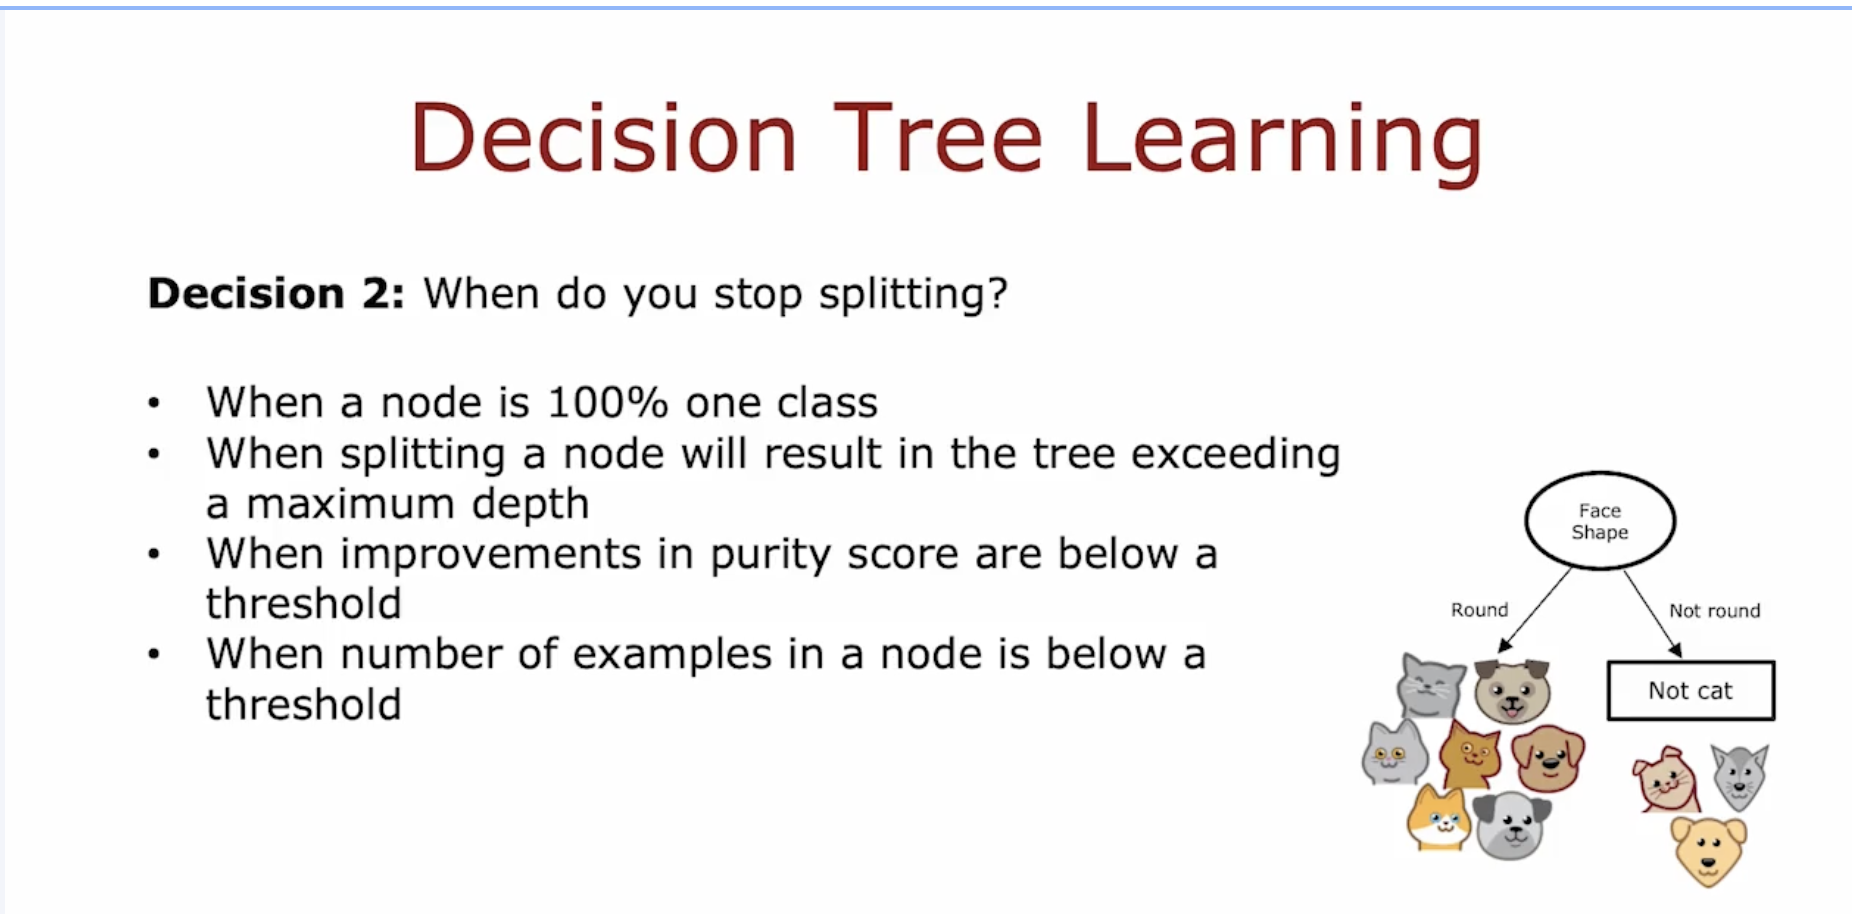 Decision Tree Learning
Decision 2: When do you stop splitting?
• When a node is 100% one class
• When splitting a node will result in the tree exceeding
a maximum depth
• When improvements in purity score are below a
threshold
• When number of examples in a node is below a
threshold
Face
Shape
Round
Not round
Not cat